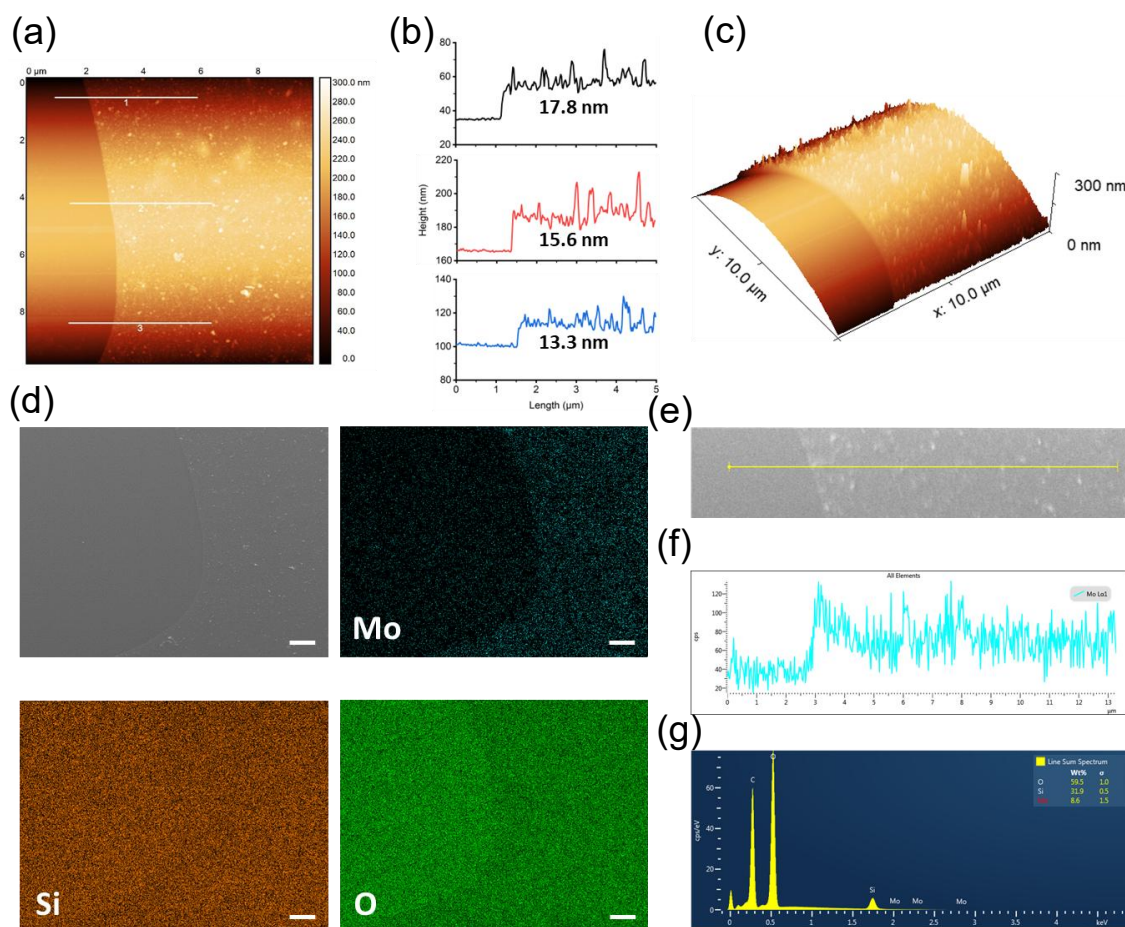 (a)
0 µm 2 4 6 8
0
2
4
6
8
1
2
3
300.0 nm
280.0
260.0
240.0
220.0
200.0
180.0
160.0
140.0
120.0
100.0
80.0
60.0
40.0
0.0
(b)
80
60
40
20
17.8 nm
220
200
180
160
15.6 nm
140
120
100
80
13.3 nm
Height (nm)
0 1 2 3 4 5
Length (µm)
(c)
300 nm
0 nm
y: 10.0 µm
x: 10.0 µm
(d)
Mo
Si
O
(e)
(f)
All Elements
Mo Lα1
120
100
80
60
40
20
cps
0 1 2 3 4 5 6 7 8 9 10 11 12 13
µm
(g)
Line Sum Spectrum
Wt% σ
O 59.5 1.0
Si 31.9 0.5
Mo 8.6 1.5
60
40
20
0
cps/eV
C
O
Si
Mo
Mo
Mo
0 0.5 1 1.5 2 2.5 3 3.5 4 keV